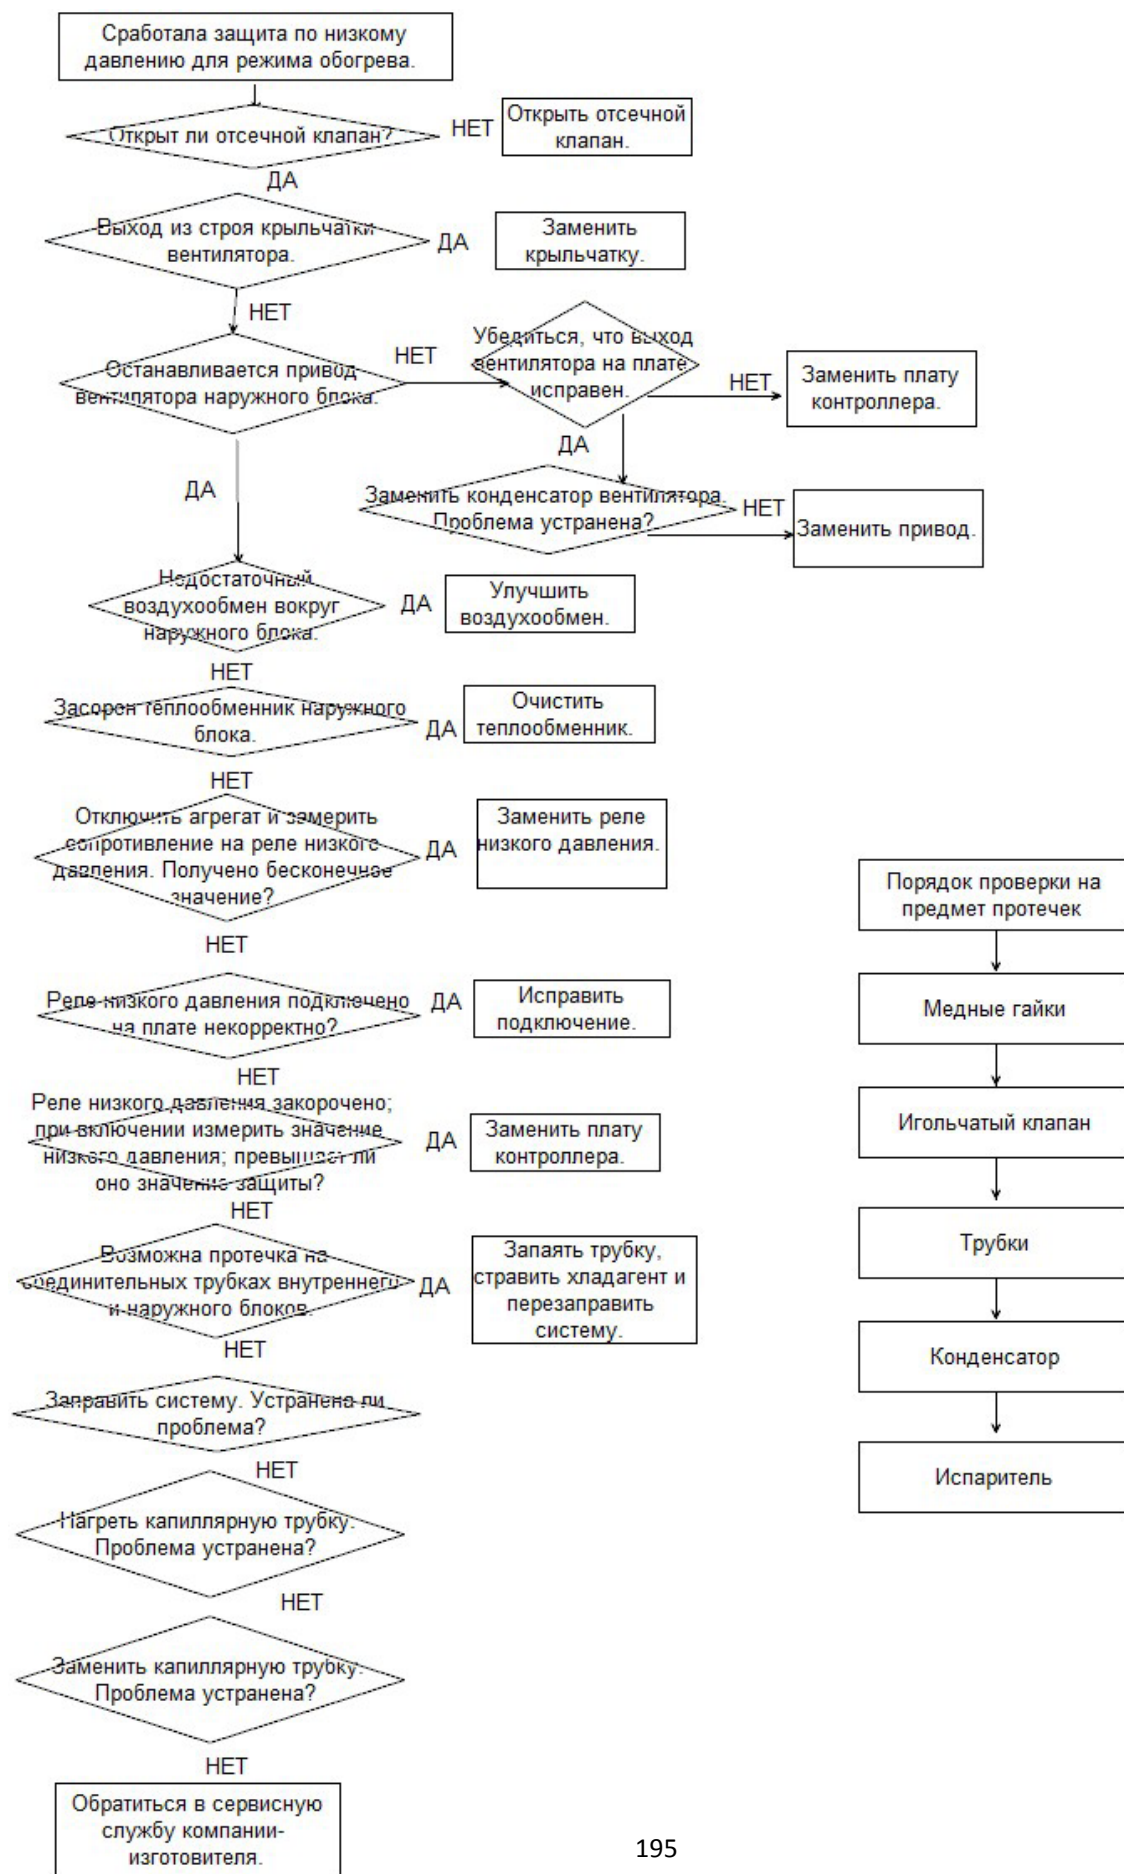 Сработала защита по низкому
давлению для режима обогрева.
Открыт ли отсечной клапан?
НЕТ
Открыть отсечной
клапан.
ДА
Выход из строя крыльчатки
вентилятора.
ДА
Заменить
крыльчатку.
НЕТ
Останавливается привод
вентилятора наружного блока.
НЕТ
Убедиться, что выход
вентилятора на плате
исправен.
НЕТ
Заменить плату
контроллера.
ДА
ДА
Заменить конденсатор вентилятора.
Проблема устранена?
НЕТ
Заменить привод.
Недостаточный
воздухообмен вокруг
наружного блока.
ДА
Улучшить
воздухообмен.
НЕТ
Засорен теплообменник наружного
блока.
ДА
Очистить
теплообменник.
НЕТ
Отключить агрегат и замерить
сопротивление на реле низкого
давления. Получено бесконечное
значение?
ДА
Заменить реле
низкого давления.
НЕТ
Реле низкого давления подключено
на плате некорректно?
ДА
Исправить
подключение.
НЕТ
Реле низкого давления закорочено;
при включении измерить значение
низкого давления; превышает ли
оно значение защиты?
ДА
Заменить плату
контроллера.
НЕТ
Возможна протечка на
соединительных трубках внутреннего
и наружного блоков.
ДА
Запаять трубку,
стравить хладагент и
перезаправить
систему.
НЕТ
Заправить систему. Устранена ли
проблема?
НЕТ
Нагреть капиллярную трубку.
Проблема устранена?
НЕТ
Заменить капиллярную трубку.
Проблема устранена?
НЕТ
Обратиться в сервисную
службу компании-
изготовителя.
Порядок проверки на
предмет протечек
Медные гайки
Игольчатый клапан
Трубки
Конденсатор
Испаритель
195